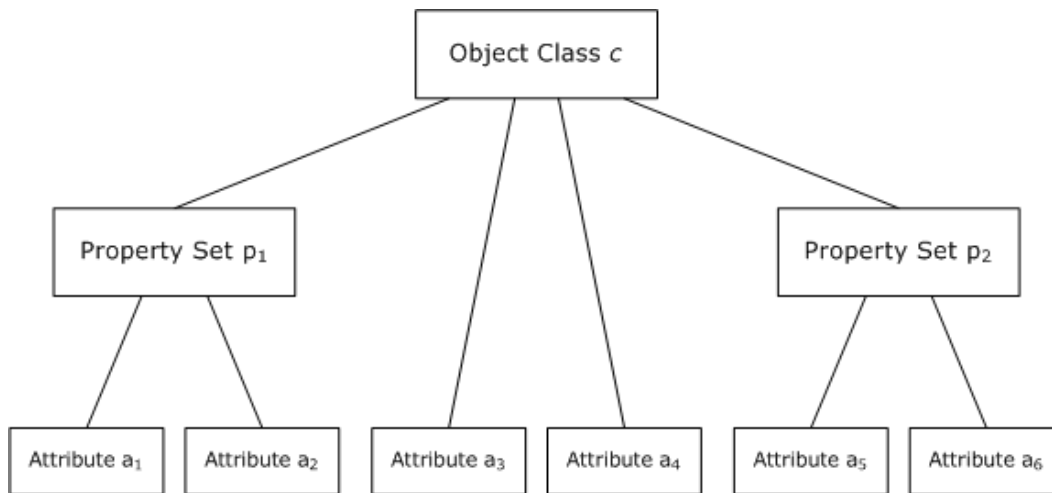 Object Class c
Property Set p₁
Property Set p₂
Attribute a₁
Attribute a₂
Attribute a₃
Attribute a₄
Attribute a₅
Attribute a₆